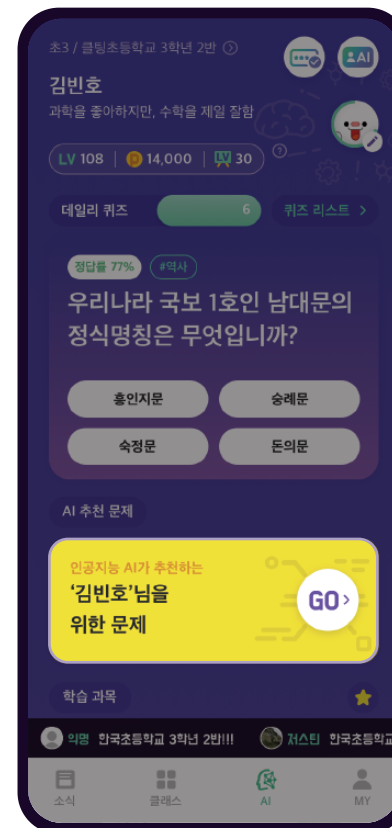 초3 / 클팅초등학교 3학년 2반
AI
김빈호
과학을 좋아하지만, 수학을 제일 잘함
LV 108 | 14,000 | LV 30 ?
데일리 퀴즈 6 퀴즈 리스트 >
정답률 77% #역사
우리나라 국보 1호인 남대문의
정식명칭은 무엇입니까?
흥인지문 숭례문
숙정문 돈의문
AI 추천 문제
인공지능 AI가 추천하는
‘김빈호’님을
위한 문제
GO >
학습 과목
익명 한국초등학교 3학년 2반!!! 저스틴 한국초등학교
소식 클래스 AI MY